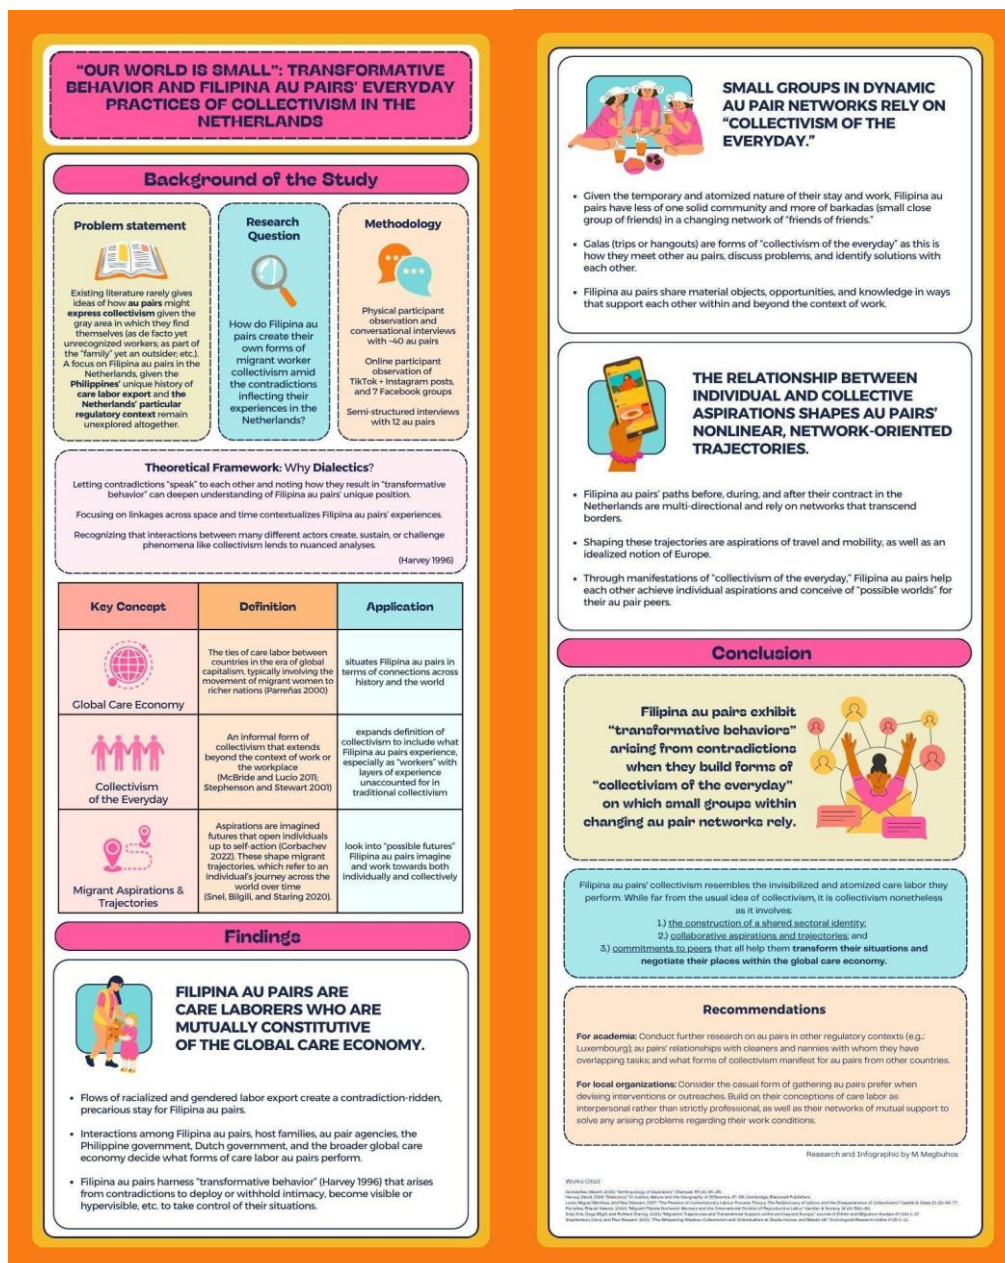 "OUR WORLD IS SMALL": TRANSFORMATIVE
BEHAVIOR AND FILIPINA AU PAIRS' EVERYDAY
PRACTICES OF COLLECTIVISM IN THE
NETHERLANDS
Background of the Study
Problem statement
Existing literature rarely gives
ideas of how au pairs might
express collectivism given the
gray area in which they find
themselves (as de facto yet
unrecognized workers; as part of
the "family" yet an outsider; etc.).
A focus on Filipina au pairs in the
Netherlands, given the
Philippines' unique history of
care labor export and the
Netherlands' particular
regulatory context remain
unexplored altogether.
Research
Question
How do Filipina au
pairs create their
own forms of
migrant worker
collectivism amid
the contradictions
inflecting their
experiences in the
Netherlands?
Methodology
Physical participant
observation and
conversational interviews
with ~40 au pairs
Online participant
observation of
TikTok + Instagram posts,
and 7 Facebook groups
Semi-structured interviews
with 12 au pairs
Theoretical Framework: Why Dialectics?
Letting contradictions "speak" to each other and noting how they result in "transformative
behavior" can deepen understanding of Filipina au pairs' unique position.
Focusing on linkages across space and time contextualizes Filipina au pairs' experiences.
Recognizing that interactions between many different actors create, sustain, or challenge
phenomena like collectivism lends to nuanced analyses.
(Harvey 1996)
Key Concept
Definition
Application
Global Care Economy
The ties of care labor between
countries in the era of global
capitalism, typically involving the
movement of migrant women to
richer nations (Parreñas 2000)
situates Filipina au pairs in
terms of connections across
history and the world
Collectivism
of the Everyday
An informal form of
collectivism that extends
beyond the context of work or
the workplace
(McBride and Lucio 2011;
Stephenson and Stewart 2001)
expands definition of
collectivism to include what
Filipina au pairs experience,
especially as "workers" with
layers of experience
unaccounted for in
traditional collectivism
Migrant Aspirations &
Trajectories
Aspirations are imagined
futures that open individuals
up to self-action (Gorbachev
2022). These shape migrant
trajectories, which refer to an
individual's journey across the
world over time
(Snel, Bilgili, and Staring 2020).
look into "possible futures"
Filipina au pairs imagine
and work towards both
individually and collectively
Findings
FILIPINA AU PAIRS ARE
CARE LABORERS WHO ARE
MUTUALLY CONSTITUTIVE
OF THE GLOBAL CARE ECONOMY.
• Flows of racialized and gendered labor export create a contradiction-ridden,
precarious stay for Filipina au pairs.
• Interactions among Filipina au pairs, host families, au pair agencies, the
Philippine government, Dutch government, and the broader global care
economy decide what forms of care labor au pairs perform.
• Filipina au pairs harness "transformative behavior" (Harvey 1996) that arises
from contradictions to deploy or withhold intimacy, become visible or
hypervisible, etc. to take control of their situations.
SMALL GROUPS IN DYNAMIC
AU PAIR NETWORKS RELY ON
"COLLECTIVISM OF THE
EVERYDAY."
• Given the temporary and atomized nature of their stay and work, Filipina au
pairs have less of one solid community and more of barkadas (small close
group of friends) in a changing network of "friends of friends."
• Galas (trips or hangouts) are forms of "collectivism of the everyday" as this is
how they meet other au pairs, discuss problems, and identify solutions with
each other.
• Filipina au pairs share material objects, opportunities, and knowledge in ways
that support each other within and beyond the context of work.
THE RELATIONSHIP BETWEEN
INDIVIDUAL AND COLLECTIVE
ASPIRATIONS SHAPES AU PAIRS'
NONLINEAR, NETWORK-ORIENTED
TRAJECTORIES.
• Filipina au pairs' paths before, during, and after their contract in the
Netherlands are multi-directional and rely on networks that transcend
borders.
• Shaping these trajectories are aspirations of travel and mobility, as well as an
idealized notion of Europe.
• Through manifestations of "collectivism of the everyday," Filipina au pairs help
each other achieve individual aspirations and conceive of "possible worlds" for
their au pair peers.
Conclusion
Filipina au pairs exhibit
"transformative behaviors"
arising from contradictions
when they build forms of
"collectivism of the everyday"
on which small groups within
changing au pair networks rely.
Filipina au pairs' collectivism resembles the invisibilized and atomized care labor they
perform. While far from the usual idea of collectivism, it is collectivism nonetheless
as it involves:
1.) the construction of a shared sectoral identity;
2.) collaborative aspirations and trajectories; and
3.) commitments to peers that all help them transform their situations and
negotiate their places within the global care economy.
Recommendations
For academia: Conduct further research on au pairs in other regulatory contexts (e.g.:
Luxembourg); au pairs' relationships with cleaners and nannies with whom they have
overlapping tasks; and what forms of collectivism manifest for au pairs from other countries.
For local organizations: Consider the casual form of gathering au pairs prefer when
devising interventions or outreaches. Build on their conceptions of care labor as
interpersonal rather than strictly professional, as well as their networks of mutual support to
solve any arising problems regarding their work conditions.
Research and Infographic by M. Magbuhos
Works Cited